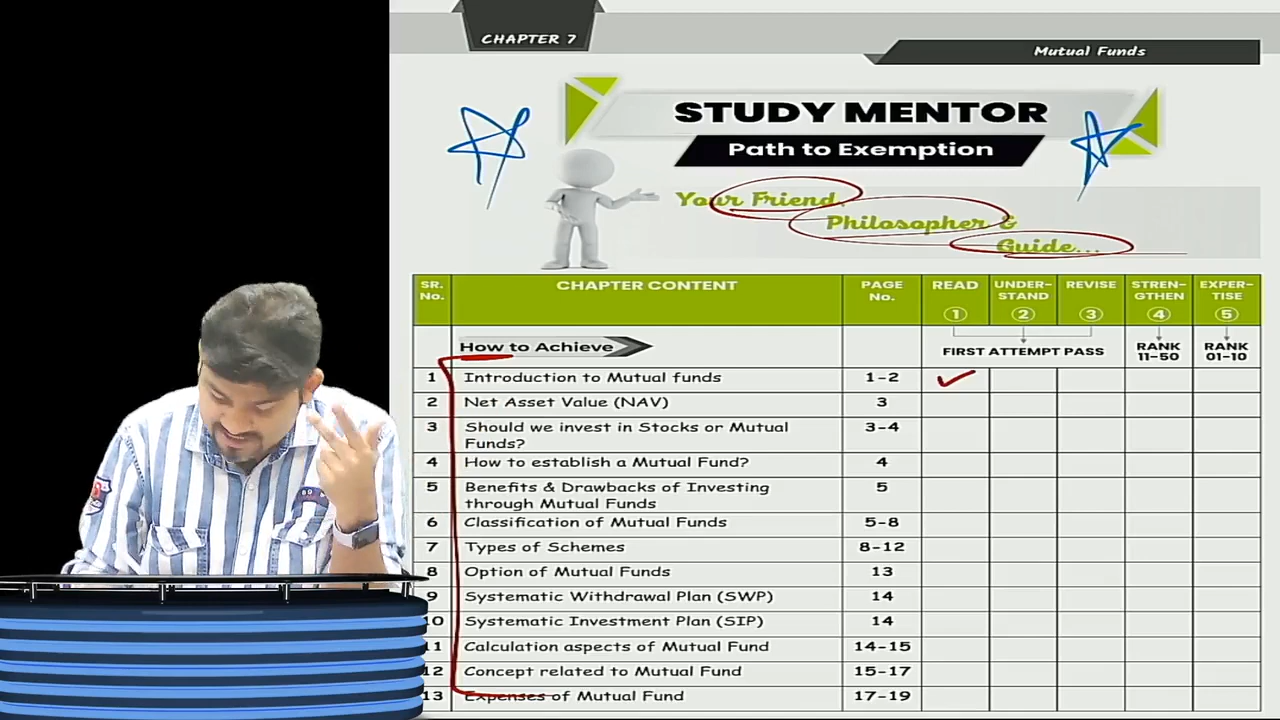 CHAPTER 7
Mutual Funds
STUDY MENTOR
Path to Exemption
Your Friend,
Philosopher &
Guide...
SR. No. CHAPTER CONTENT PAGE No. READ 1 UNDER-STAND 2 REVISE 3 STREN-GTHEN 4 EXPER-TISE 5
How to Achieve FIRST ATTEMPT PASS RANK 11-50 RANK 01-10
1 Introduction to Mutual funds 1-2
2 Net Asset Value (NAV) 3
3 Should we invest in Stocks or Mutual Funds? 3-4
4 How to establish a Mutual Fund? 4
5 Benefits & Drawbacks of Investing through Mutual Funds 5
6 Classification of Mutual Funds 5-8
7 Types of Schemes 8-12
8 Option of Mutual Funds 13
9 Systematic Withdrawal Plan (SWP) 14
10 Systematic Investment Plan (SIP) 14
11 Calculation aspects of Mutual Fund 14-15
12 Concept related to Mutual Fund 15-17
13 Expenses of Mutual Fund 17-19